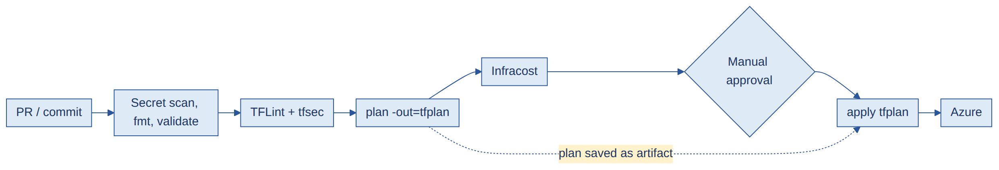 PR / commit
Secret scan,
fmt, validate
TFLint + tfsec
plan -out=tfplan
Infracost
plan saved as artifact
Manual
approval
apply tfplan
Azure